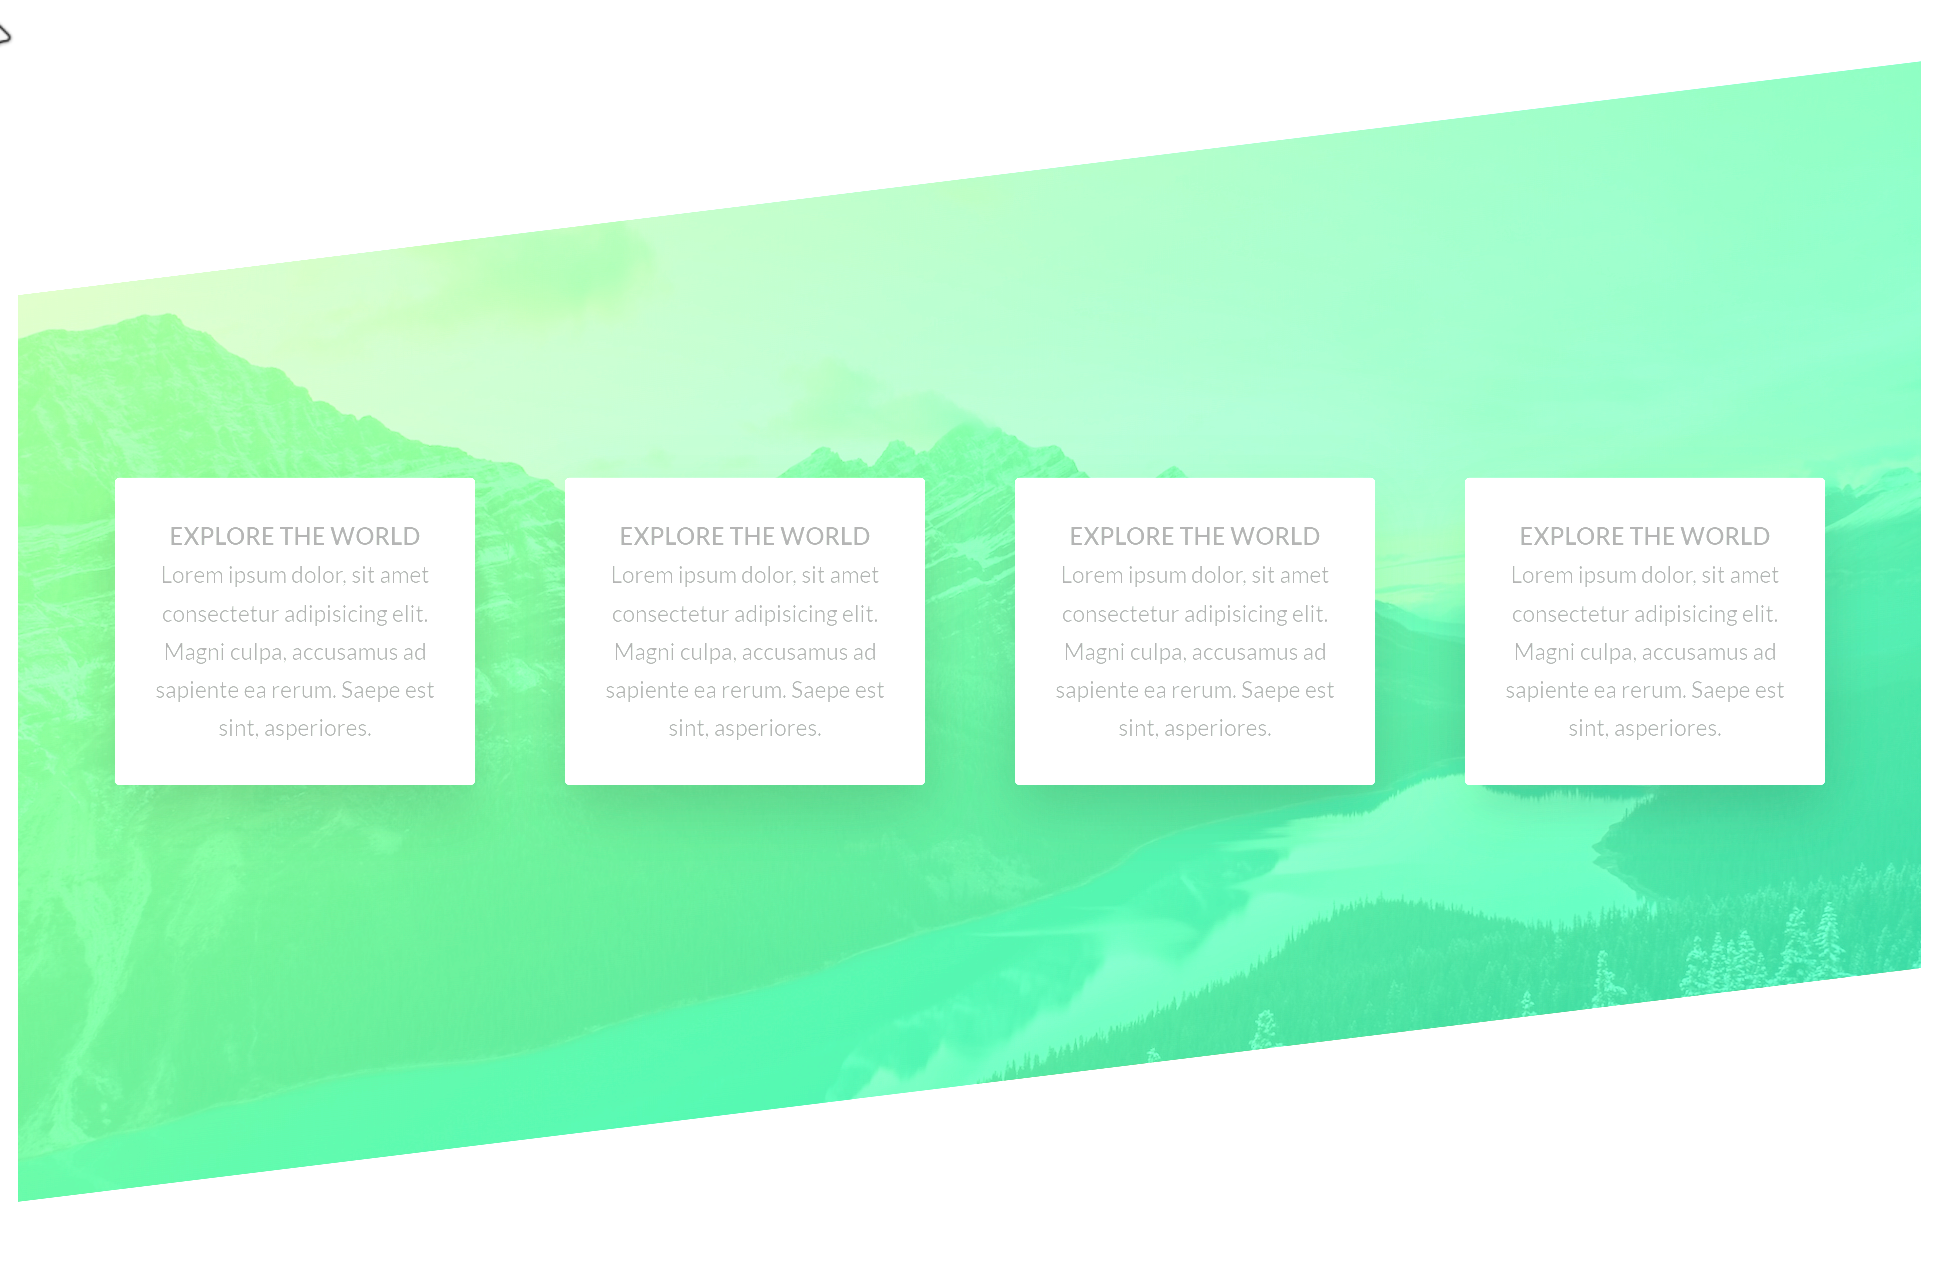 EXPLORE THE WORLD
Lorem ipsum dolor, sit amet
consectetur adipisicing elit.
Magni culpa, accusamus ad
sapiente ea rerum. Saepe est
sint, asperiores.
EXPLORE THE WORLD
Lorem ipsum dolor, sit amet
consectetur adipisicing elit.
Magni culpa, accusamus ad
sapiente ea rerum. Saepe est
sint, asperiores.
EXPLORE THE WORLD
Lorem ipsum dolor, sit amet
consectetur adipisicing elit.
Magni culpa, accusamus ad
sapiente ea rerum. Saepe est
sint, asperiores.
EXPLORE THE WORLD
Lorem ipsum dolor, sit amet
consectetur adipisicing elit.
Magni culpa, accusamus ad
sapiente ea rerum. Saepe est
sint, asperiores.